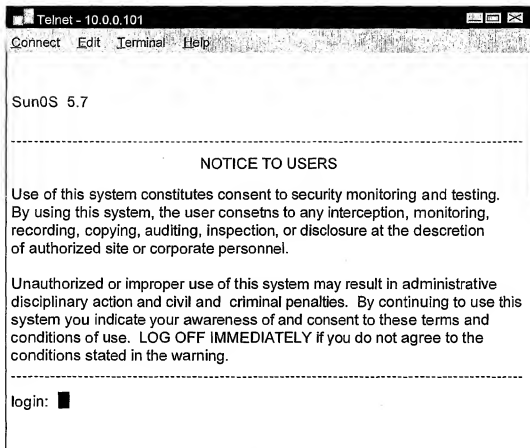 Telnet - 10.0.0.101
Connect Edit Terminal Help
SunOS 5.7
NOTICE TO USERS
Use of this system constitutes consent to security monitoring and testing.
By using this system, the user consetns to any interception, monitoring,
recording, copying, auditing, inspection, or disclosure at the descretion
of authorized site or corporate personnel.
Unauthorized or improper use of this system may result in administrative
disciplinary action and civil and criminal penalties. By continuing to use this
system you indicate your awareness of and consent to these terms and
conditions of use. LOG OFF IMMEDIATELY if you do not agree to the
conditions stated in the warning.
login: